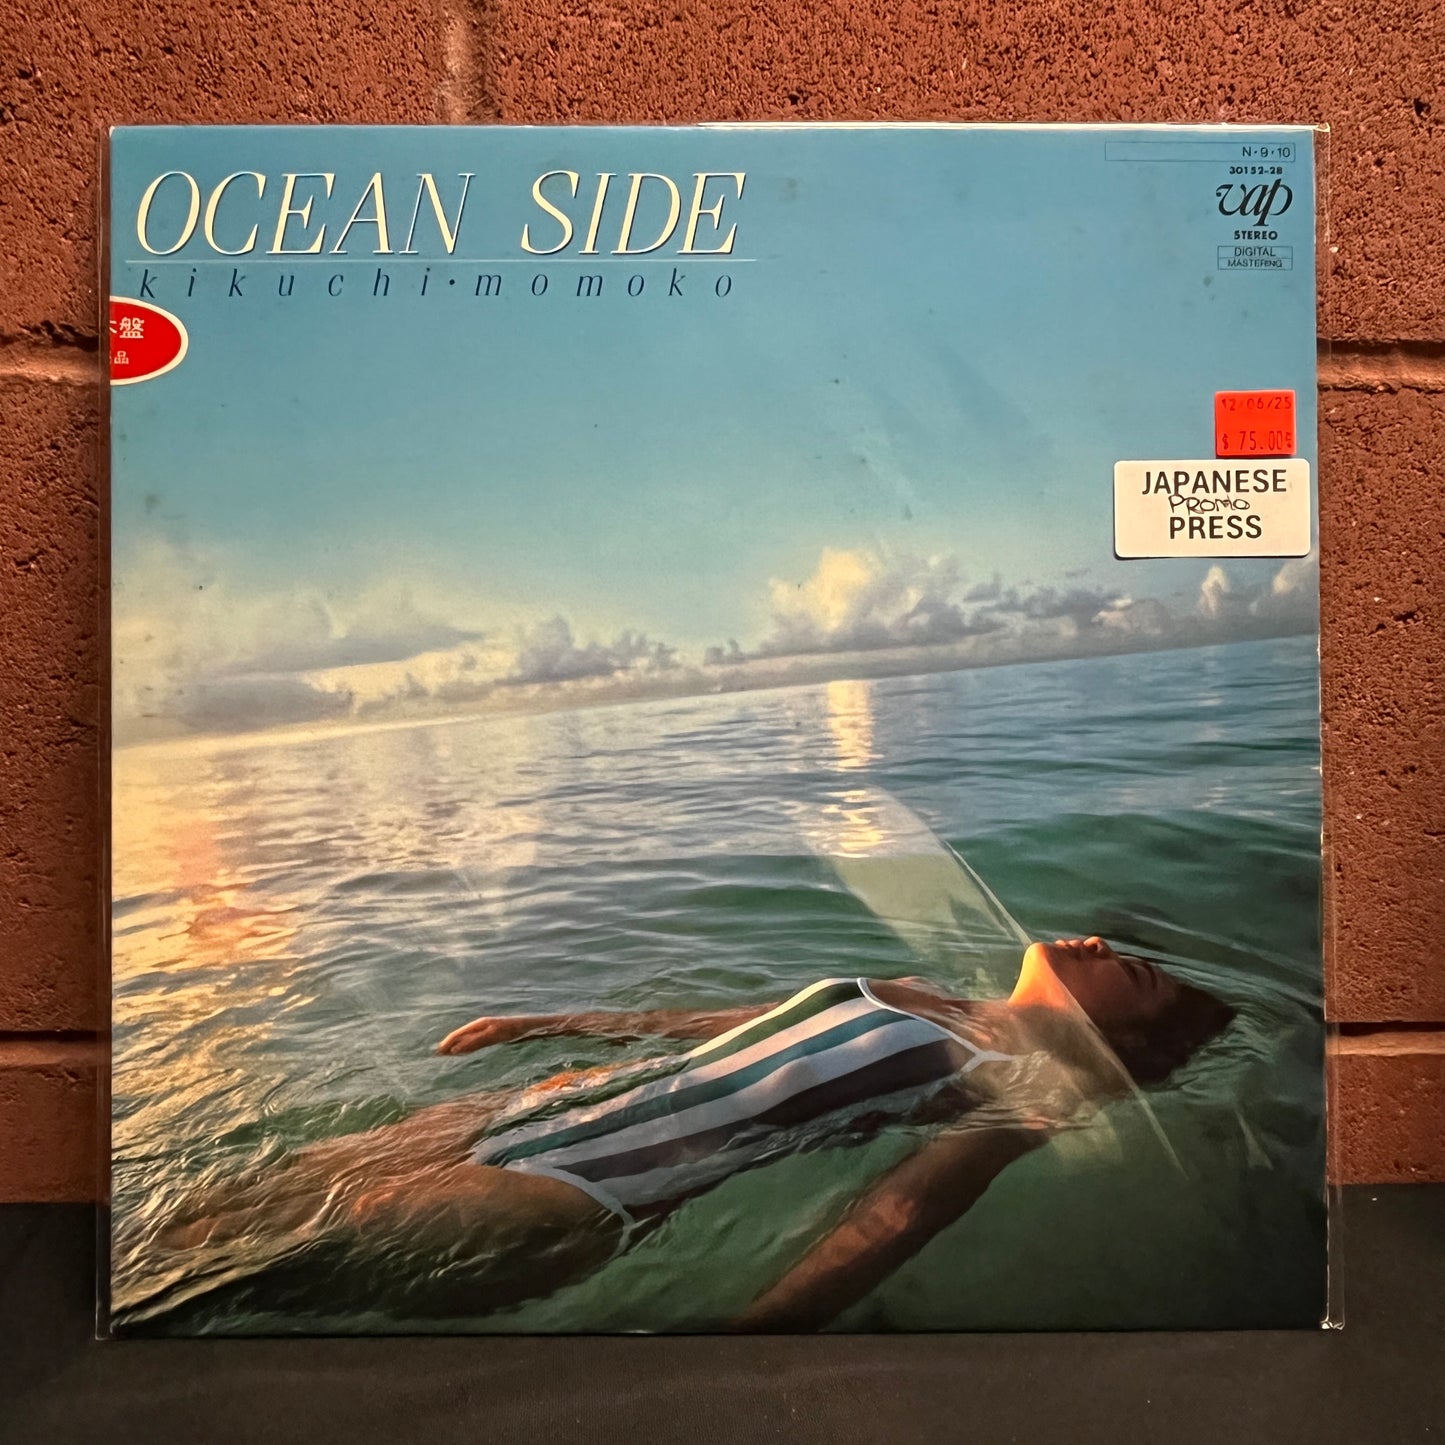 OCEAN SIDE
kikuchi・momoko
N・9・10
30152-28
vap
STEREO
DIGITAL
MASTERING
盤
品
12/06/25
$ 75.00
JAPANESE
PROMO
PRESS